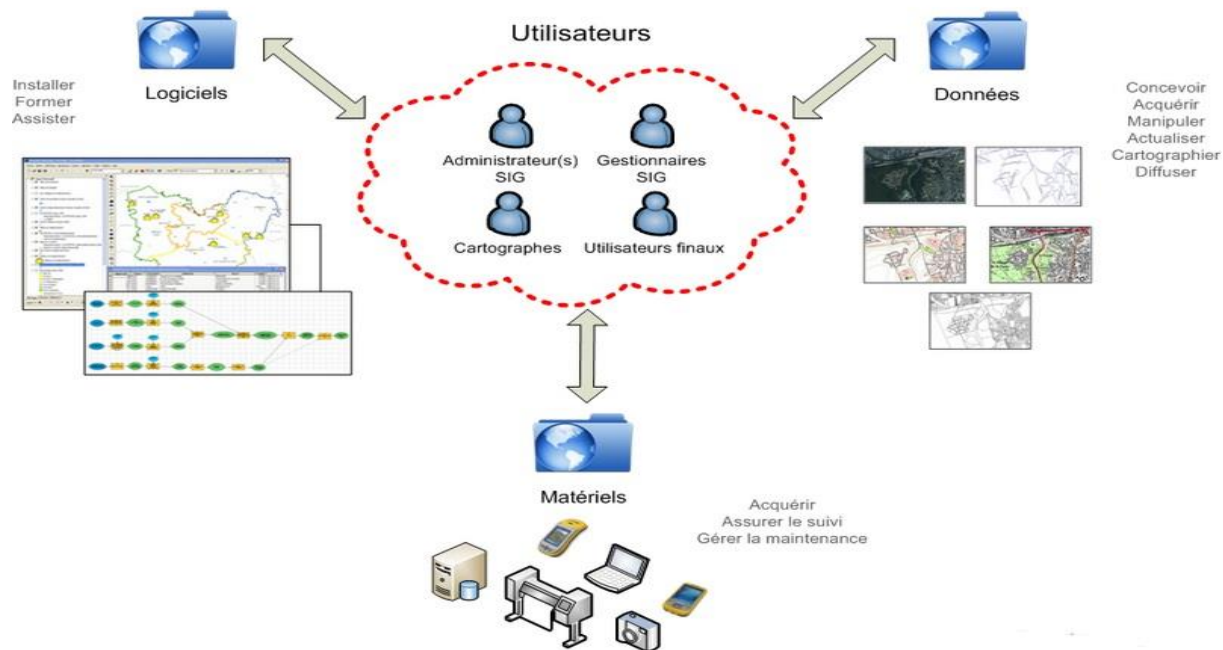 Utilisateurs
Logiciels
Installer
Former
Assister
Administrateur(s)
SIG
Gestionnaires
SIG
Cartographes
Utilisateurs finaux
Données
Concevoir
Acquérir
Manipuler
Actualiser
Cartographier
Diffuser
Matériels
Acquérir
Assurer le suivi
Gérer la maintenance